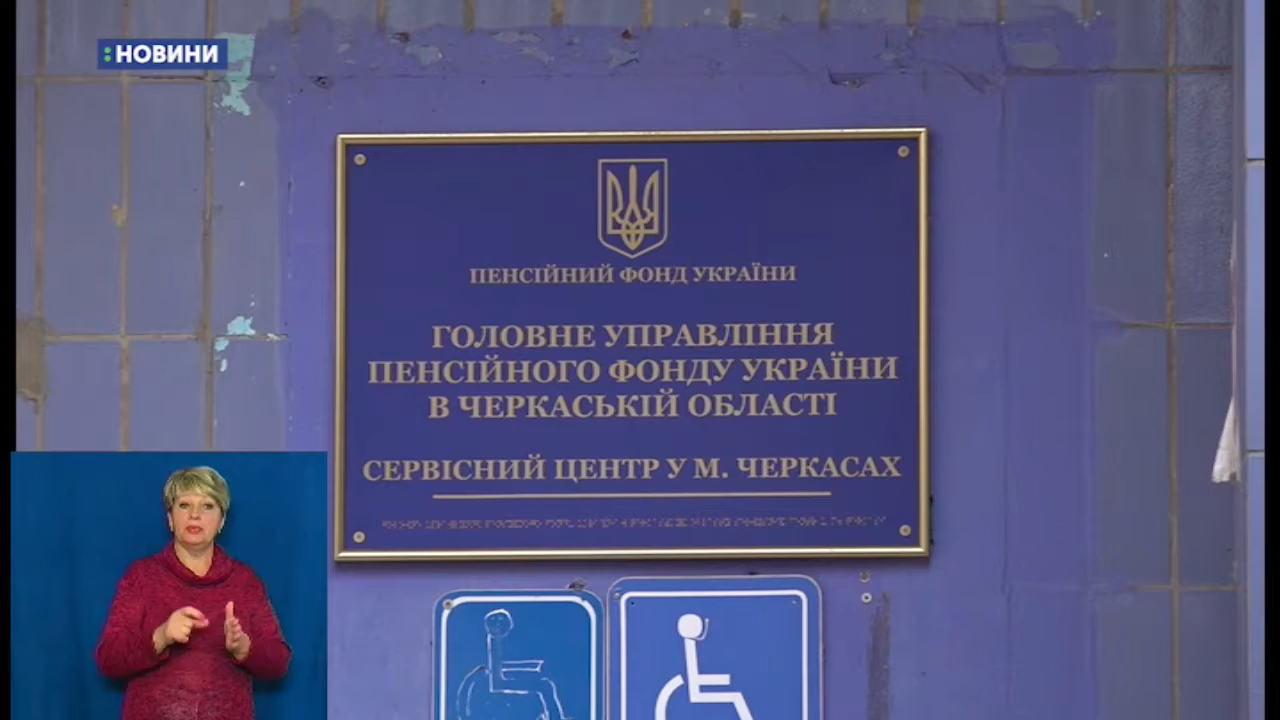 :НОВИНИ
ПЕНСІЙНИЙ ФОНД УКРАЇНИ
ГОЛОВНЕ УПРАВЛІННЯ
ПЕНСІЙНОГО ФОНДУ УКРАЇНИ
В ЧЕРКАСЬКІЙ ОБЛАСТІ
СЕРВІСНИЙ ЦЕНТР У М. ЧЕРКАСАХ